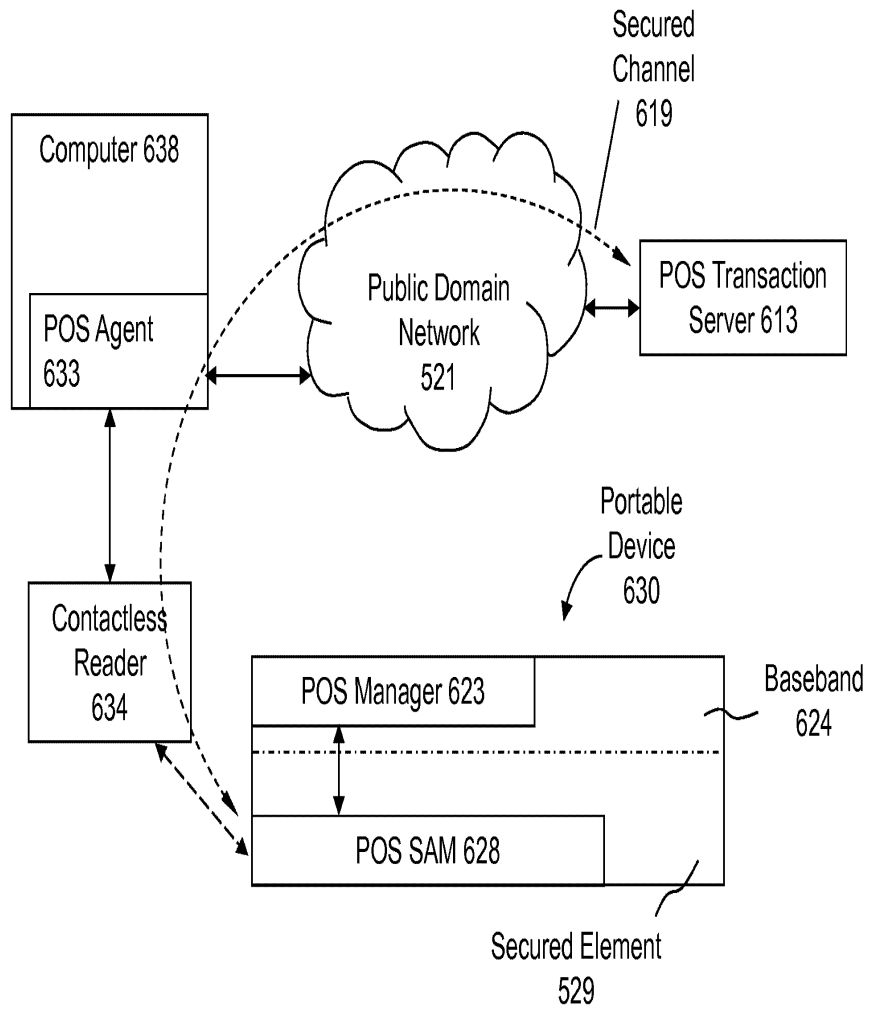 Secured
Channel
619
Computer 638
POS Agent
633
Public Domain
Network
521
POS Transaction
Server 613
Portable
Device
630
Contactless
Reader
634
POS Manager 623
Baseband
624
POS SAM 628
Secured Element
529